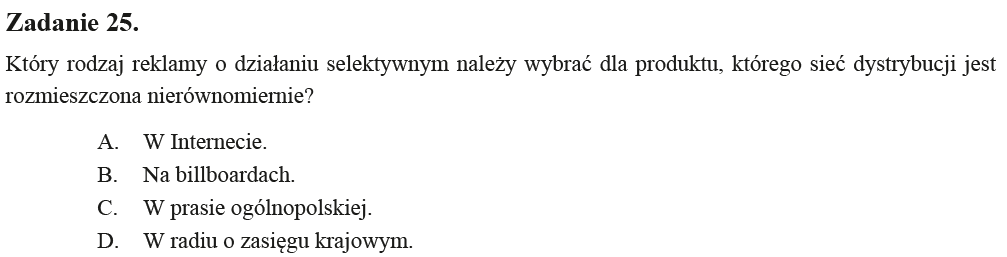 Zadanie 25.
Który rodzaj reklamy o działaniu selektywnym należy wybrać dla produktu, którego sieć dystrybucji jest
rozmieszczona nierównomiernie?
A. W Internecie.
B. Na billboardach.
C. W prasie ogólnopolskiej.
D. W radiu o zasięgu krajowym.